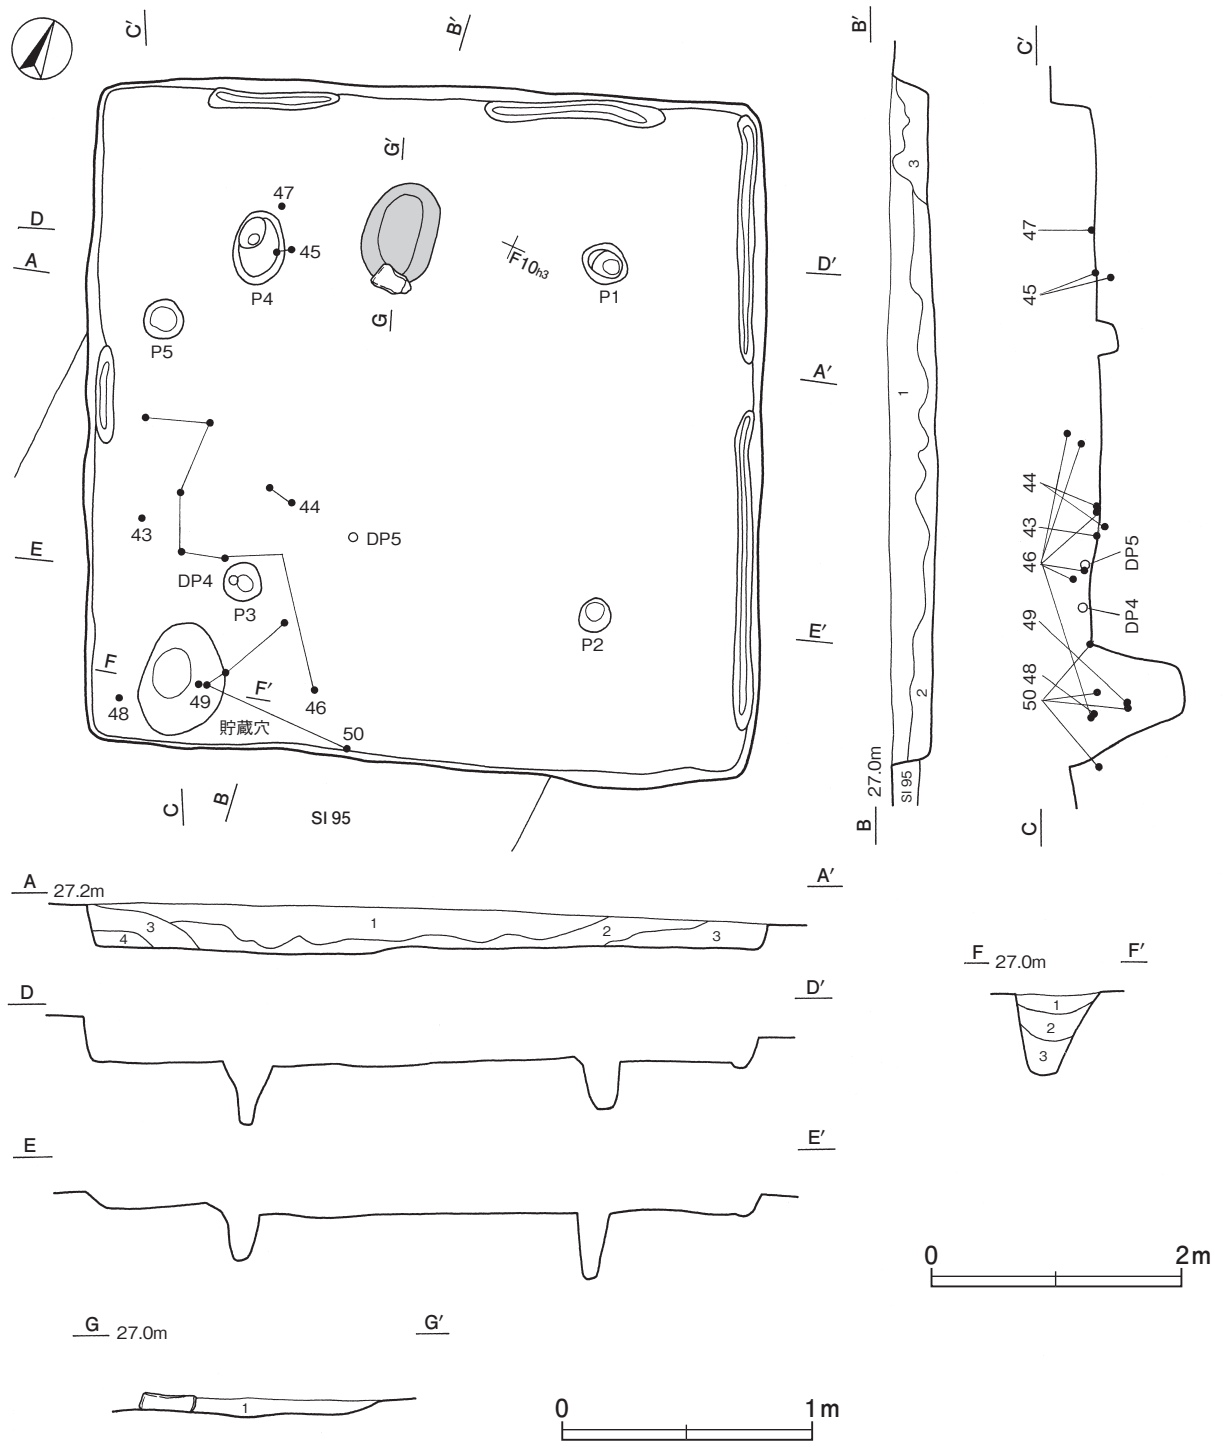 C′
B′
B′
C′
47
G′
D
45
A
F10h3
D′
P4
P1
G
P5
A′
3
1
47
45
44
43
DP5
E
DP4
P3
P2
E′
F
49
F′
48
貯蔵穴
46
50
44
43
46
DP5
49
DP4
48
50
2
27.0m
SI 95
C
B
SI 95
B
C
A 27.2m
A′
1
3
4
2
3
D
D′
F 27.0m
F′
1
2
3
E
E′
0
2m
G 27.0m
G′
1
0
1m